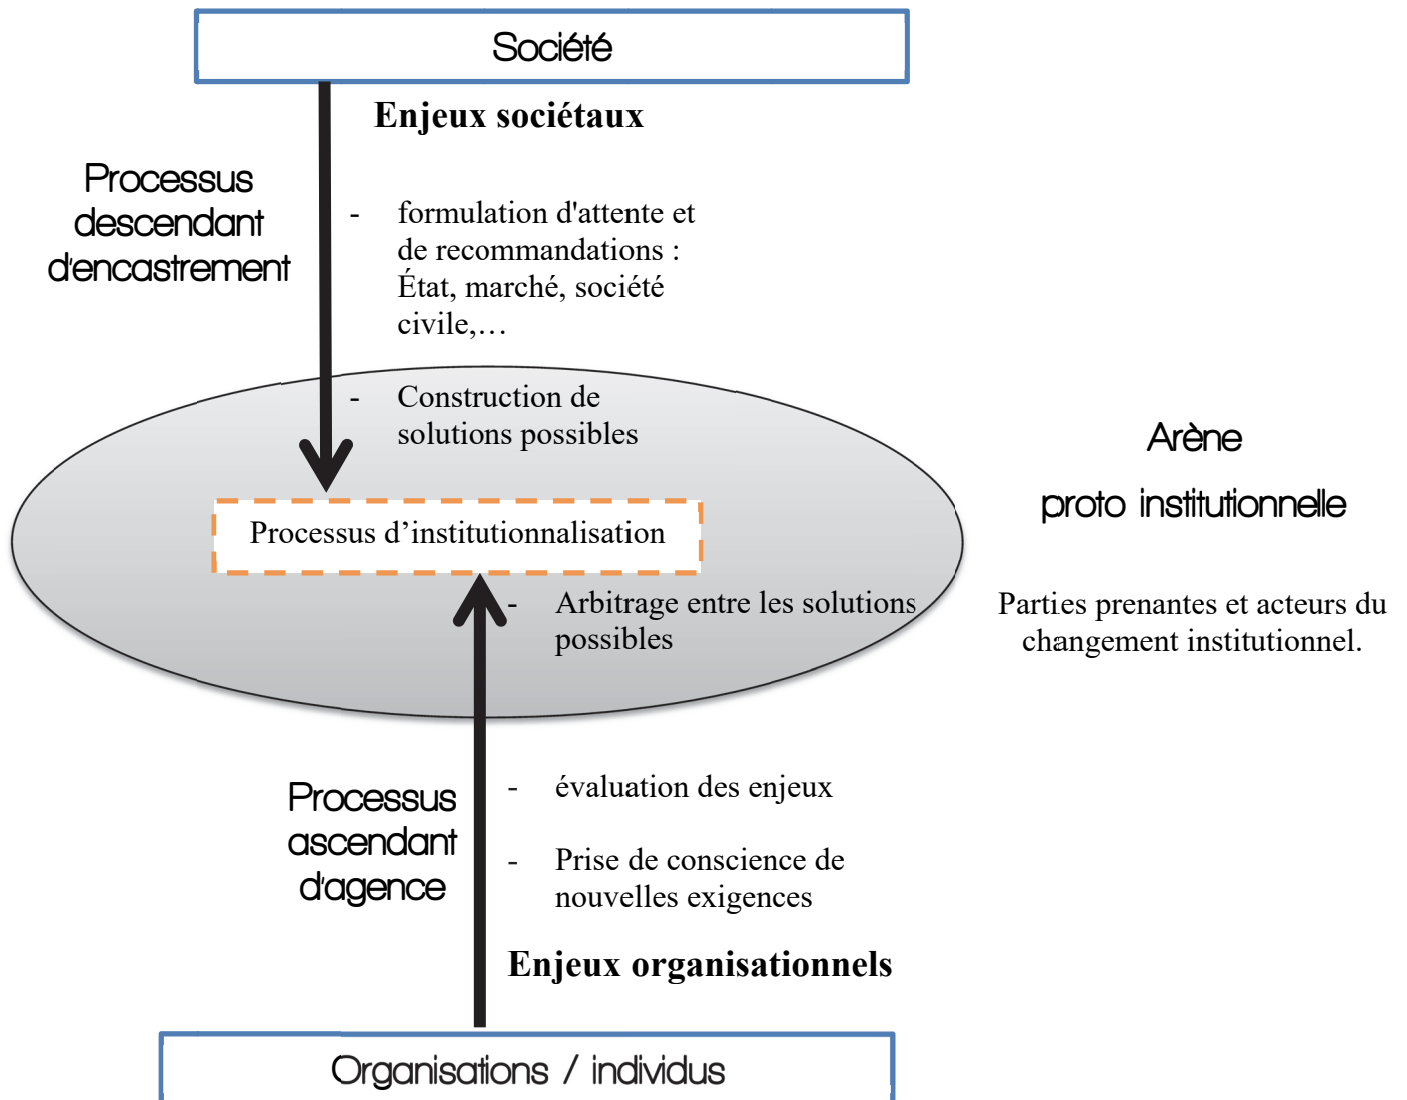 Société
Enjeux sociétaux
Processus
descendant
d'encastrement
- formulation d'attente et
de recommandations :
État, marché, société
civile,…
- Construction de
solutions possibles
Arène
proto institutionnelle
Processus d’institutionnalisation
- Arbitrage entre les solutions
possibles
Parties prenantes et acteurs du
changement institutionnel.
Processus
ascendant
d'agence
- évaluation des enjeux
- Prise de conscience de
nouvelles exigences
Enjeux organisationnels
Organisations / individus